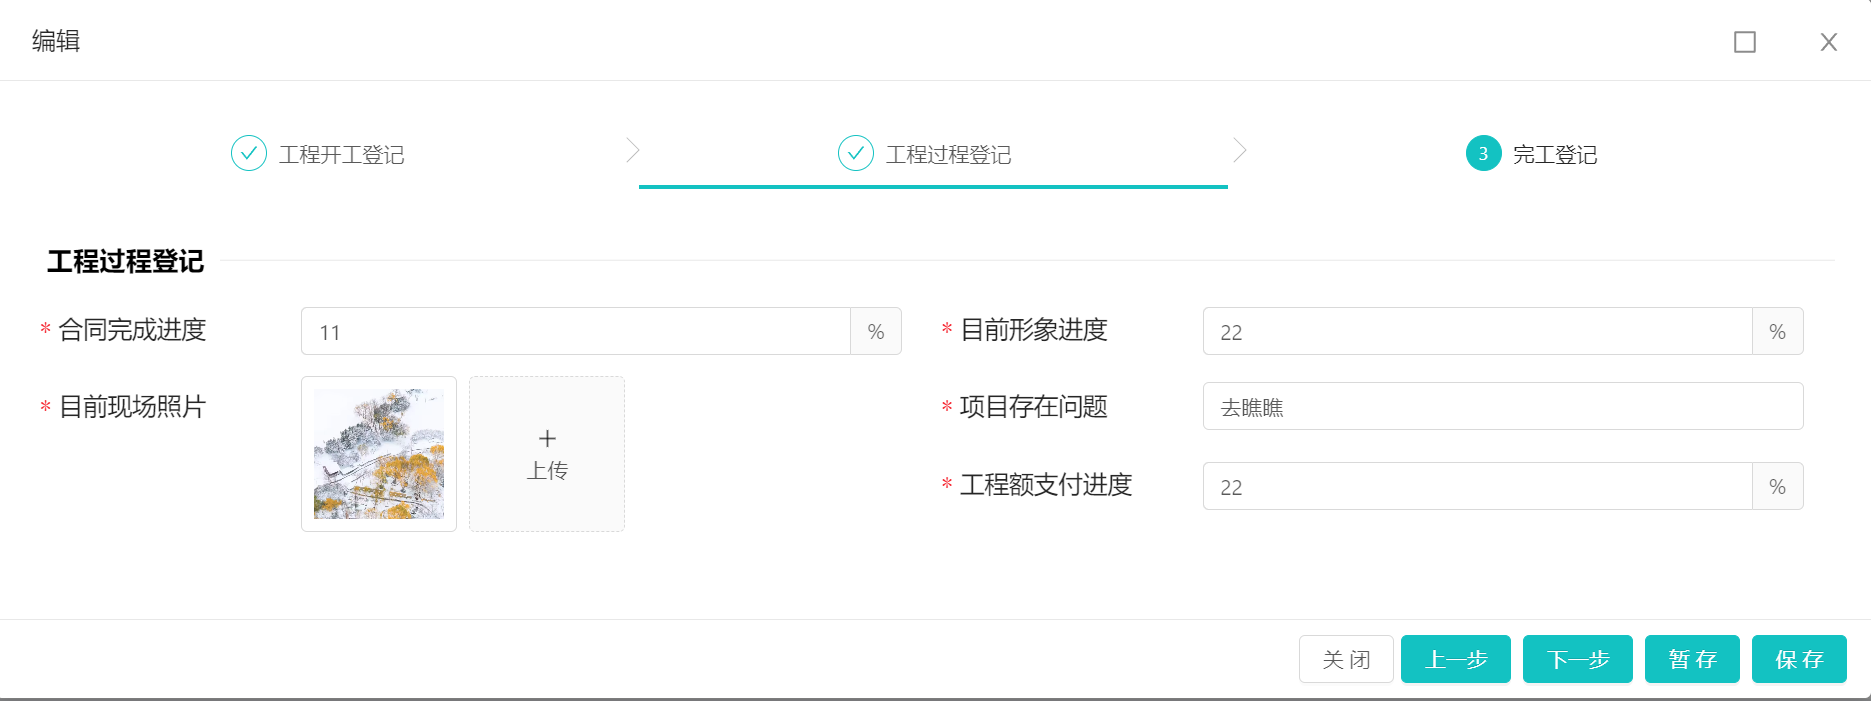 编辑
工程开工登记
工程过程登记
3 完工登记
工程过程登记
* 合同完成进度 11 %
* 目前形象进度 22 %
* 目前现场照片
上传
* 项目存在问题 去瞧瞧
* 工程额支付进度 22 %
关 闭 上一步 下一步 暂 存 保 存